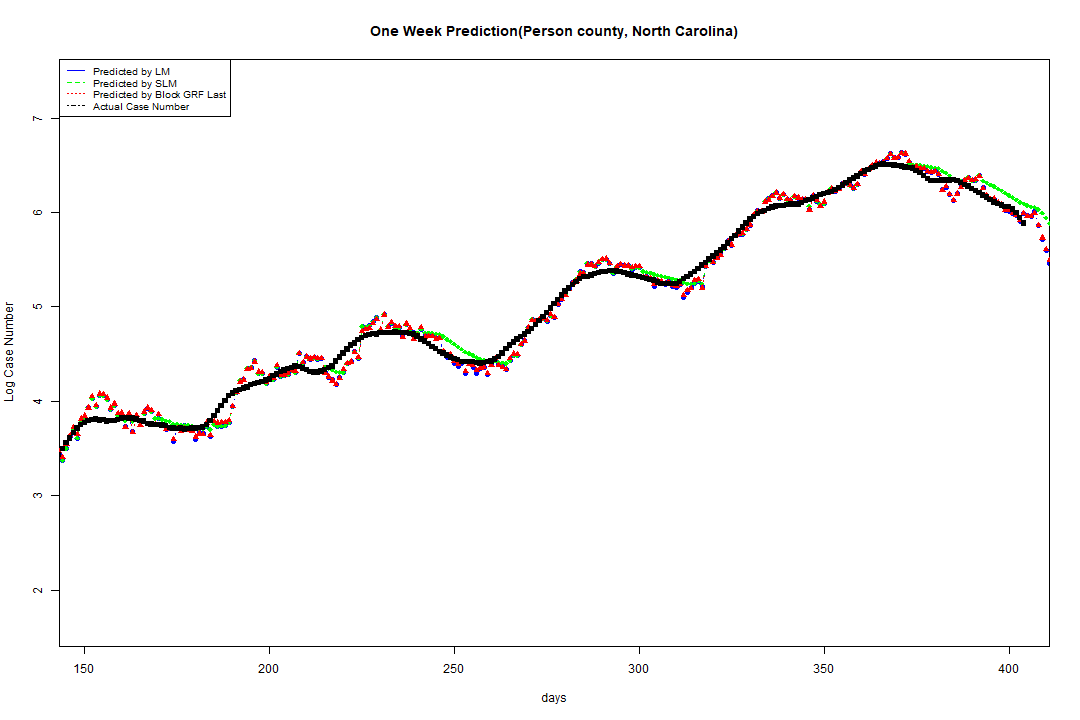 One Week Prediction(Person county, North Carolina)
Predicted by LM
Predicted by SLM
Predicted by Block GRF Last
Actual Case Number
7
6
5
4
3
2
Log Case Number
150 200 250 300 350 400
days